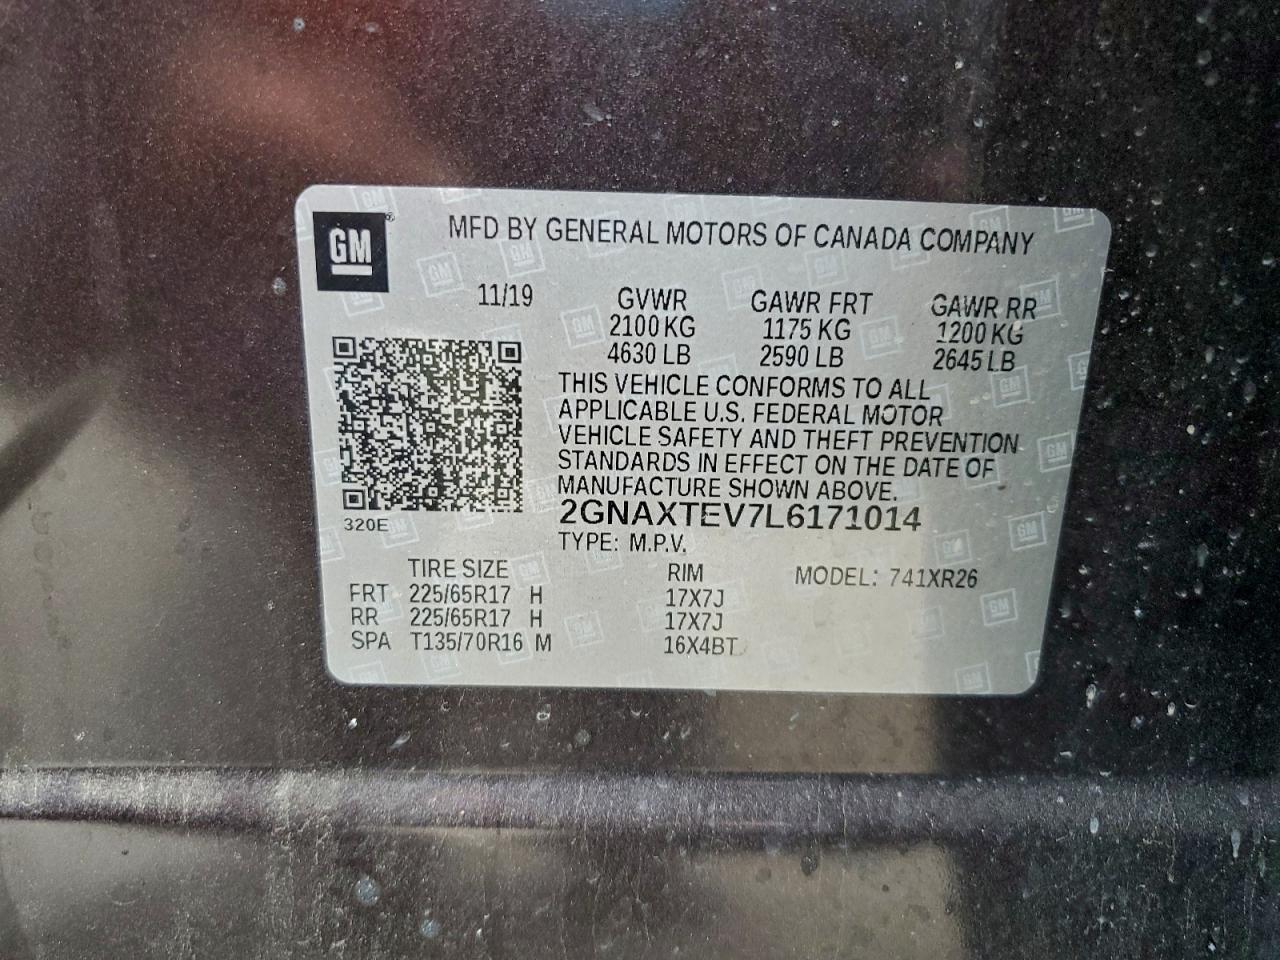 GM
MFD BY GENERAL MOTORS OF CANADA COMPANY
11/19 GVWR GAWR FRT GAWR RR
2100 KG 1175 KG 1200 KG
4630 LB 2590 LB 2645 LB
THIS VEHICLE CONFORMS TO ALL
APPLICABLE U.S. FEDERAL MOTOR
VEHICLE SAFETY AND THEFT PREVENTION
STANDARDS IN EFFECT ON THE DATE OF
MANUFACTURE SHOWN ABOVE.
320E
2GNAXTEV7L6171014
TYPE: M.P.V.
TIRE SIZE RIM MODEL: 741XR26
FRT 225/65R17 H 17X7J
RR 225/65R17 H 17X7J
SPA T135/70R16 M 16X4BT